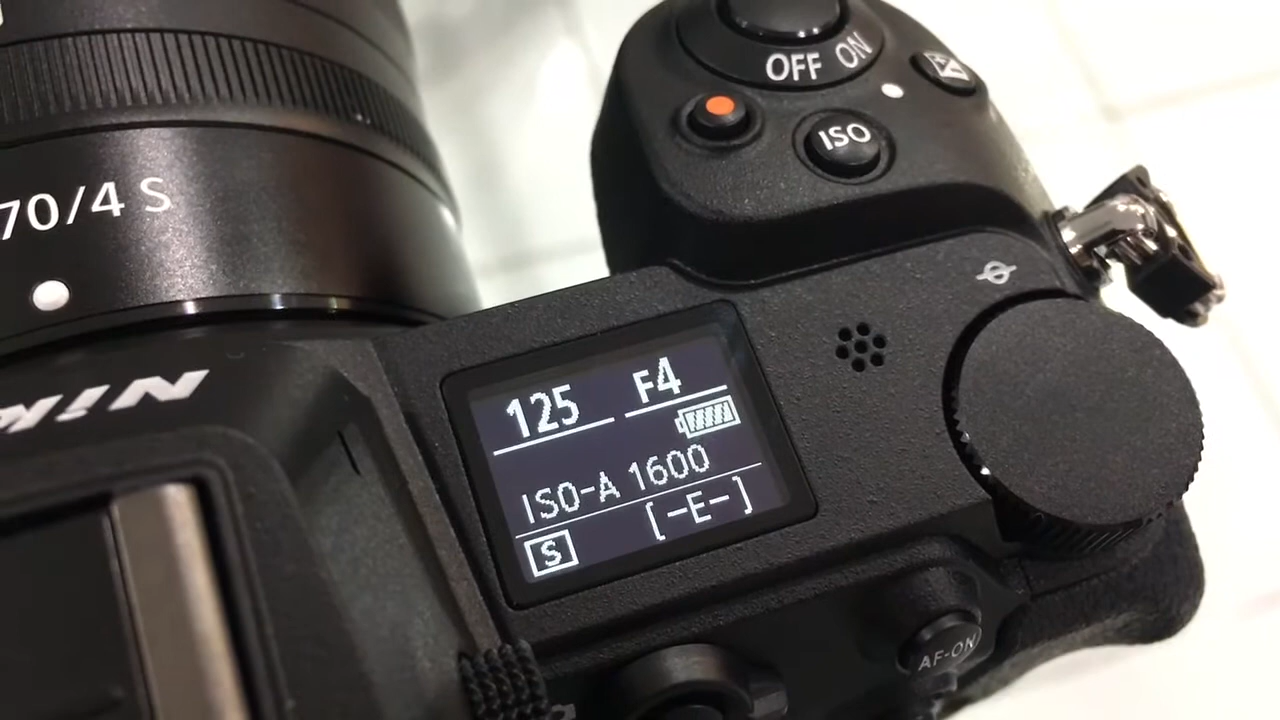 OFF ON
ISO
70/4 S
125 F4
ISO-A 1600
S [-E-]
AF-ON